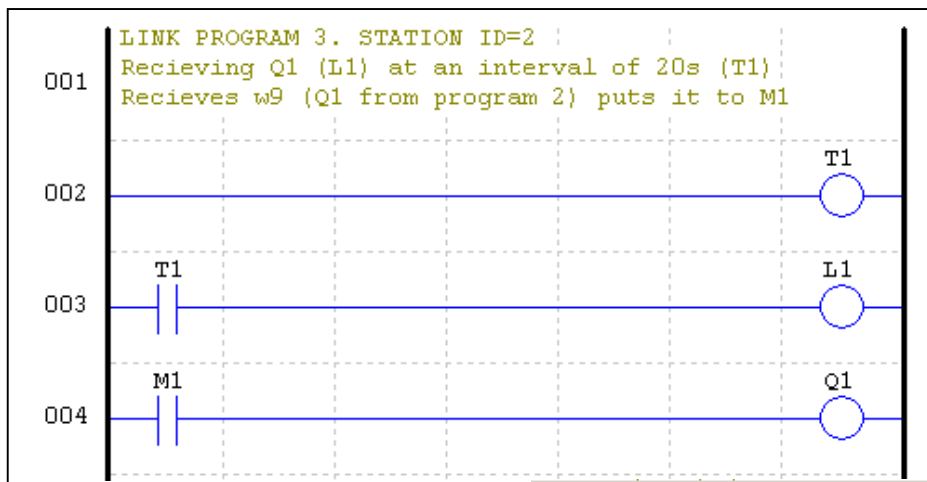 LINK PROGRAM 3. STATION ID=2
001 Recieving Q1 (L1) at an interval of 20s (T1)
Recieves w9 (Q1 from program 2) puts it to M1
T1
002
T1 L1
003
M1 Q1
004